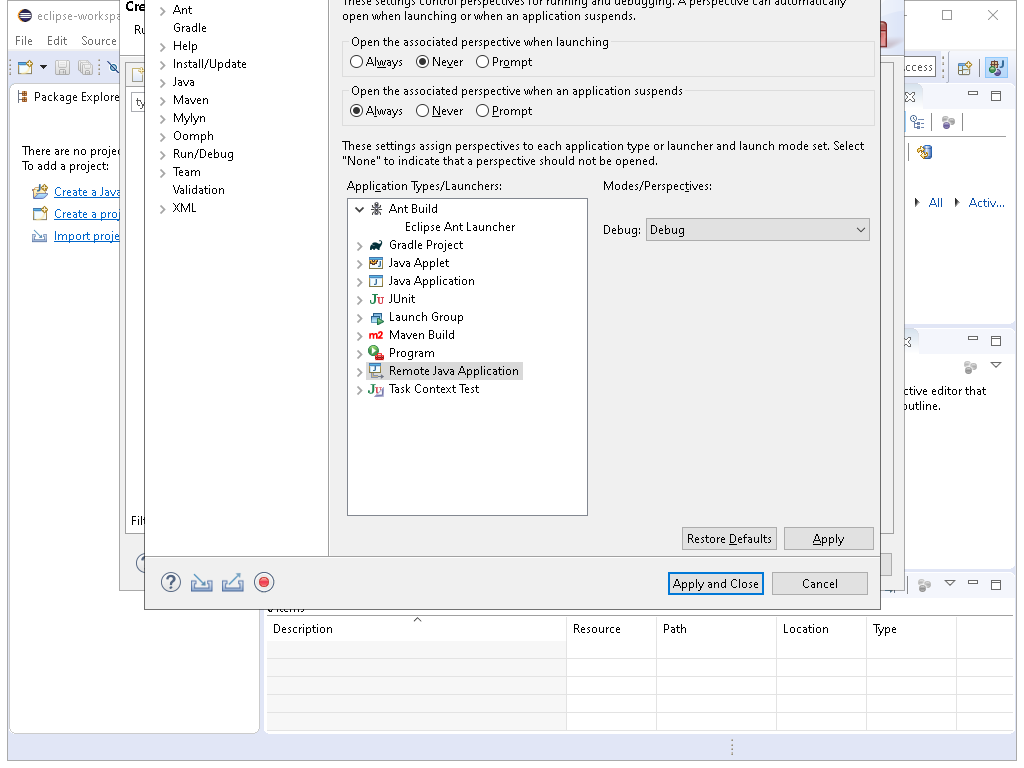 eclipse-workspa
Cre
File Edit Source
Ru
Package Explore
There are no projec
To add a project:
Create a Java
Create a proj
Import proje
ty
Ant
Gradle
Help
Install/Update
Java
Maven
Mylyn
Oomph
Run/Debug
Team
Validation
XML
These settings control perspectives for running and debugging. A perspective can automatically
open when launching or when an application suspends.
Open the associated perspective when launching
Always Never Prompt
Open the associated perspective when an application suspends
Always Never Prompt
These settings assign perspectives to each application type or launcher and launch mode set. Select
"None" to indicate that a perspective should not be opened.
Application Types/Launchers:
Modes/Perspectives:
Ant Build
Eclipse Ant Launcher
Gradle Project
Java Applet
Java Application
JUnit
Launch Group
Maven Build
Program
Remote Java Application
Task Context Test
Debug: Debug
Restore Defaults Apply
Apply and Close Cancel
ccess
All Activ...
ctive editor that
outline.
Filt
items
Description Resource Path Location Type